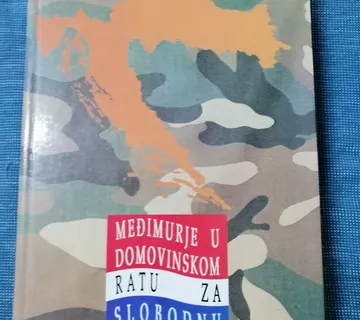 MEĐIMURJE U
DOMOVINSKOM
RATU ZA
SLOBODNU